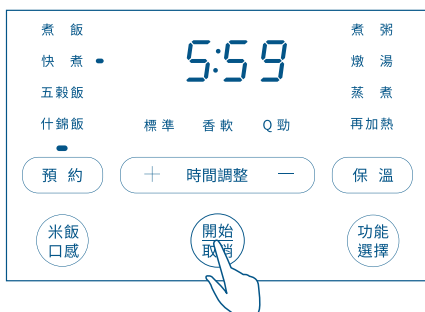 煮飯
快煮
五穀飯
什錦飯
5:59
標準 香軟 Q勁
煮粥
燉湯
蒸煮
再加熱
預約
+ 時間調整 −
保溫
米飯
口感
開始
取消
功能
選擇